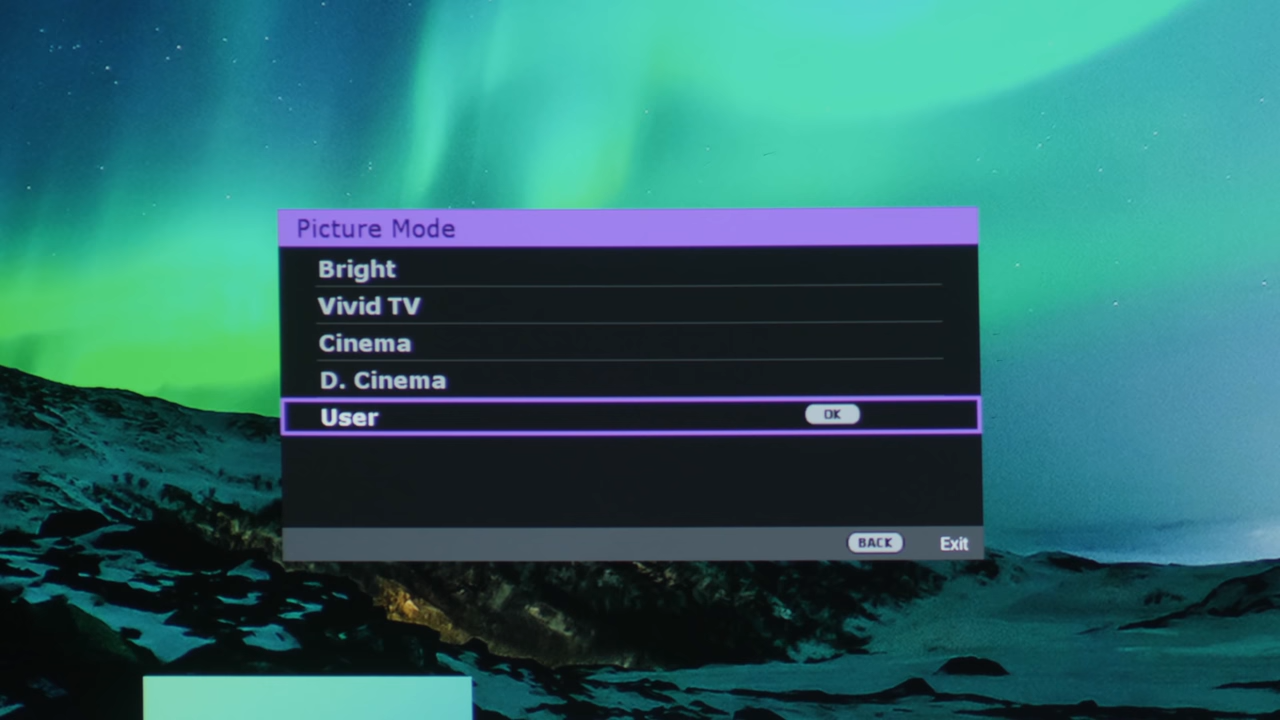 Picture Mode
Bright
Vivid TV
Cinema
D. Cinema
User OK
BACK Exit